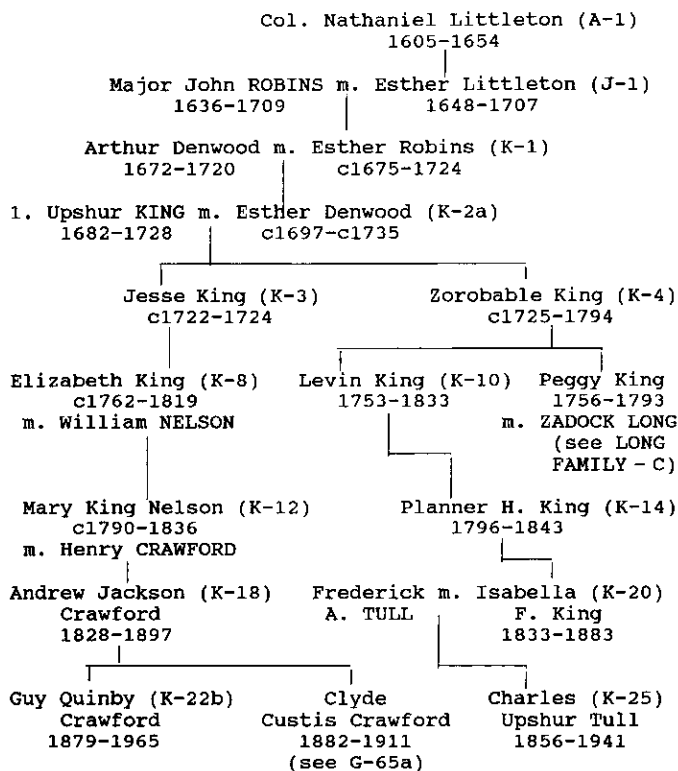 Col. Nathaniel Littleton (A-1)
1605-1654
Major John ROBINS m. Esther Littleton (J-1)
1636-1709 1648-1707
Arthur Denwood m. Esther Robins (K-1)
1672-1720 c1675-1724
1. Upshur KING m. Esther Denwood (K-2a)
1682-1728 c1697-c1735
Jesse King (K-3) Zorobable King (K-4)
c1722-1724 c1725-1794
Elizabeth King (K-8) Levin King (K-10) Peggy King
c1762-1819 1753-1833 1756-1793
m. William NELSON m. ZADOCK LONG
(see LONG
FAMILY - C)
Mary King Nelson (K-12) Planner H. King (K-14)
c1790-1836 1796-1843
m. Henry CRAWFORD
Andrew Jackson (K-18) Frederick m. Isabella (K-20)
Crawford A. TULL F. King
1828-1897 1833-1883
Guy Quinby (K-22b) Clyde Charles (K-25)
Crawford Custis Crawford Upshur Tull
1879-1965 1882-1911 1856-1941
(see G-65a)